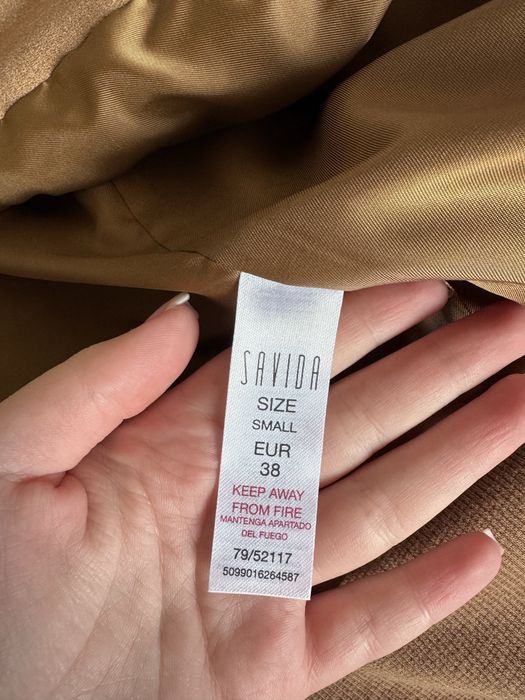 SAVIDA
SIZE
SMALL
EUR
38
KEEP AWAY
FROM FIRE
MANTENGA APARTADO
DEL FUEGO
79/52117
5099016264587